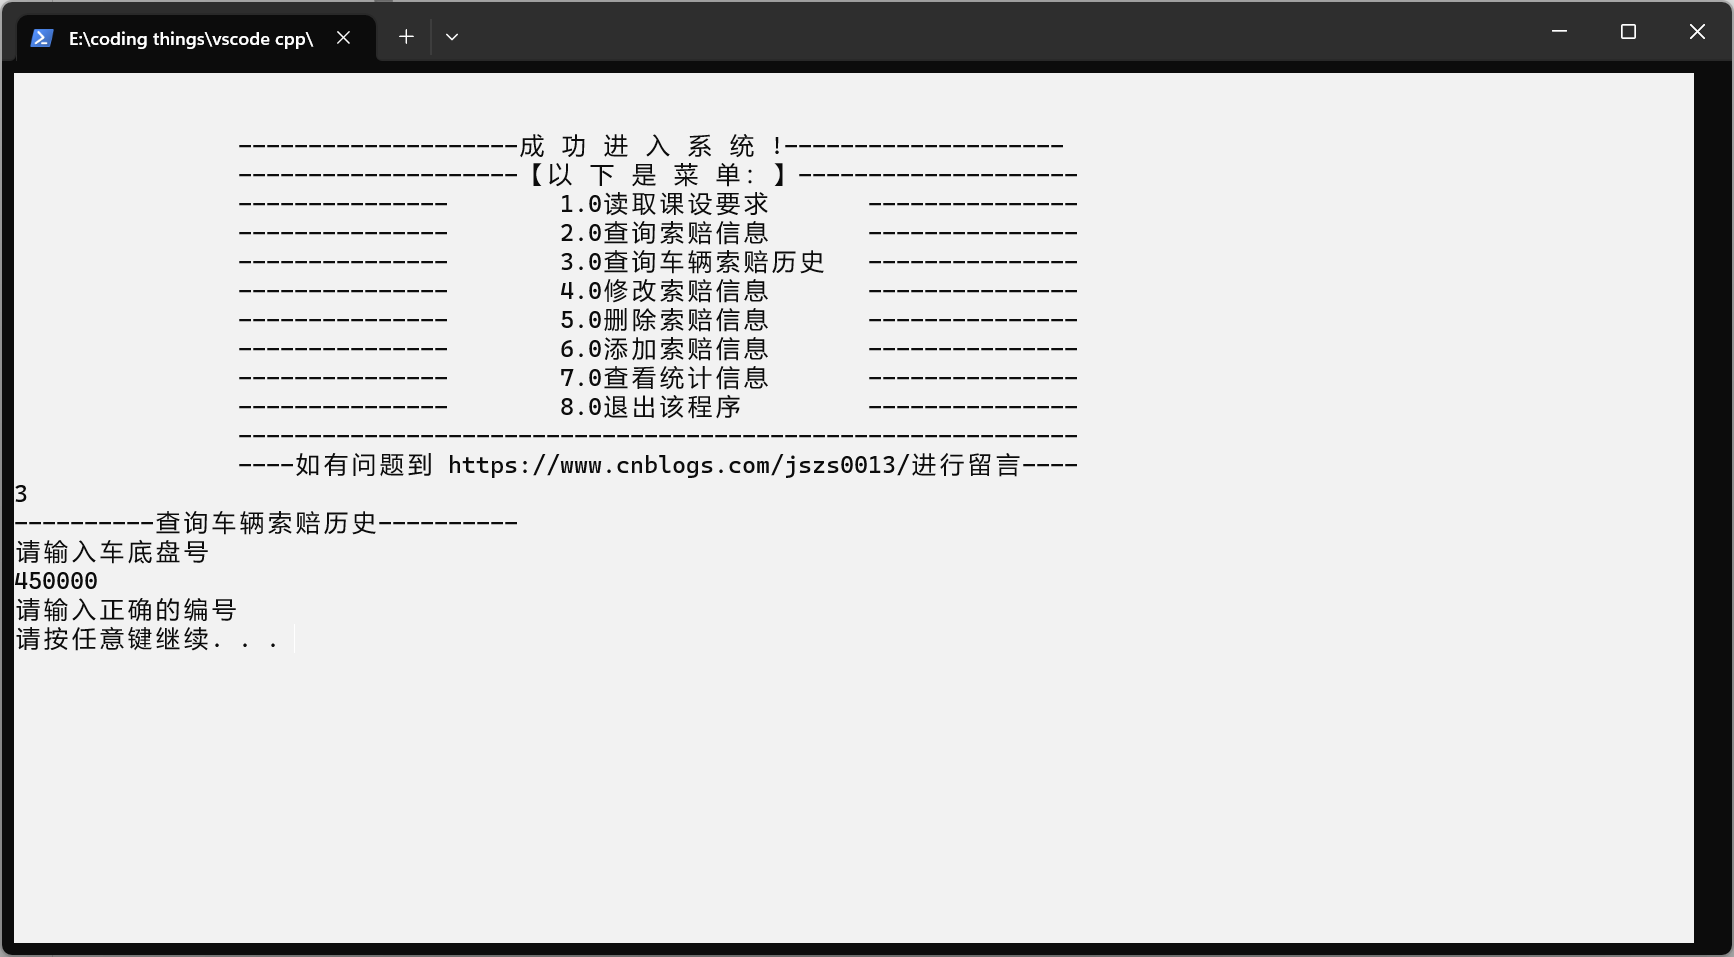 E:\coding things\vscode cpp\
--------------------成 功 进 入 系 统 !--------------------
--------------------【以 下 是 菜 单: 】--------------------
---------------        1.0读取课设要求       ---------------
---------------        2.0查询索赔信息       ---------------
---------------        3.0查询车辆索赔历史   ---------------
---------------        4.0修改索赔信息       ---------------
---------------        5.0删除索赔信息       ---------------
---------------        6.0添加索赔信息       ---------------
---------------        7.0查看统计信息       ---------------
---------------        8.0退出该程序         ---------------
------------------------------------------------------------
----如有问题到 https://www.cnblogs.com/jszs0013/进行留言----
3
----------查询车辆索赔历史----------
请输入车底盘号
450000
请输入正确的编号
请按任意键继续. . .